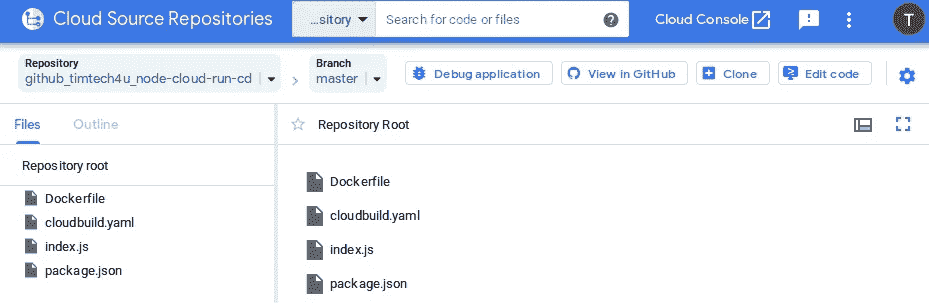 Cloud Source Repositories
...sitory
Search for code or files
?
Cloud Console
T
Repository
github_timtech4u_node-cloud-run-cd
Branch
master
Debug application
View in GitHub
Clone
Edit code
Files
Outline
Repository Root
Repository root
Dockerfile
cloudbuild.yaml
index.js
package.json
Dockerfile
cloudbuild.yaml
index.js
package.json